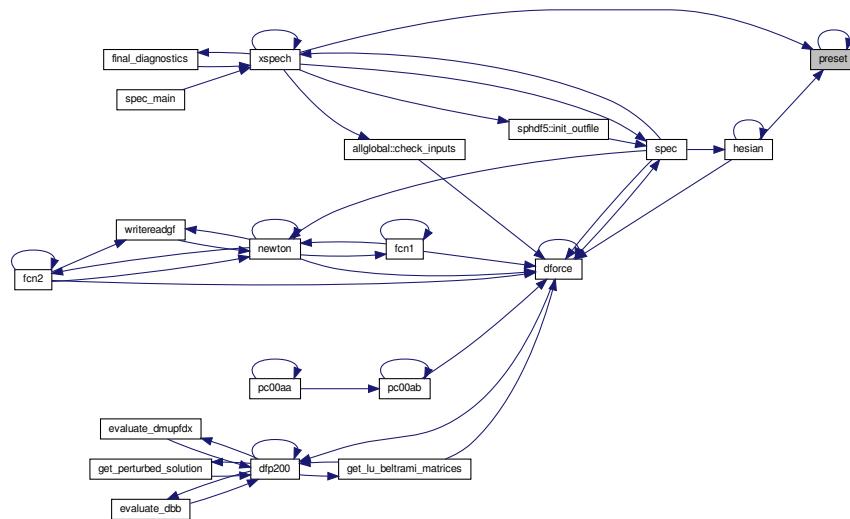 final_diagnostics
xspech
preset
spec_main
sphdf5::init_outfile
allglobal::check_inputs
spec
hesian
writereadgf
newton
fcn1
fcn2
dforce
pc00aa
pc00ab
evaluate_dmupfdx
get_perturbed_solution
dfp200
get_lu_beltrami_matrices
evaluate_dbb